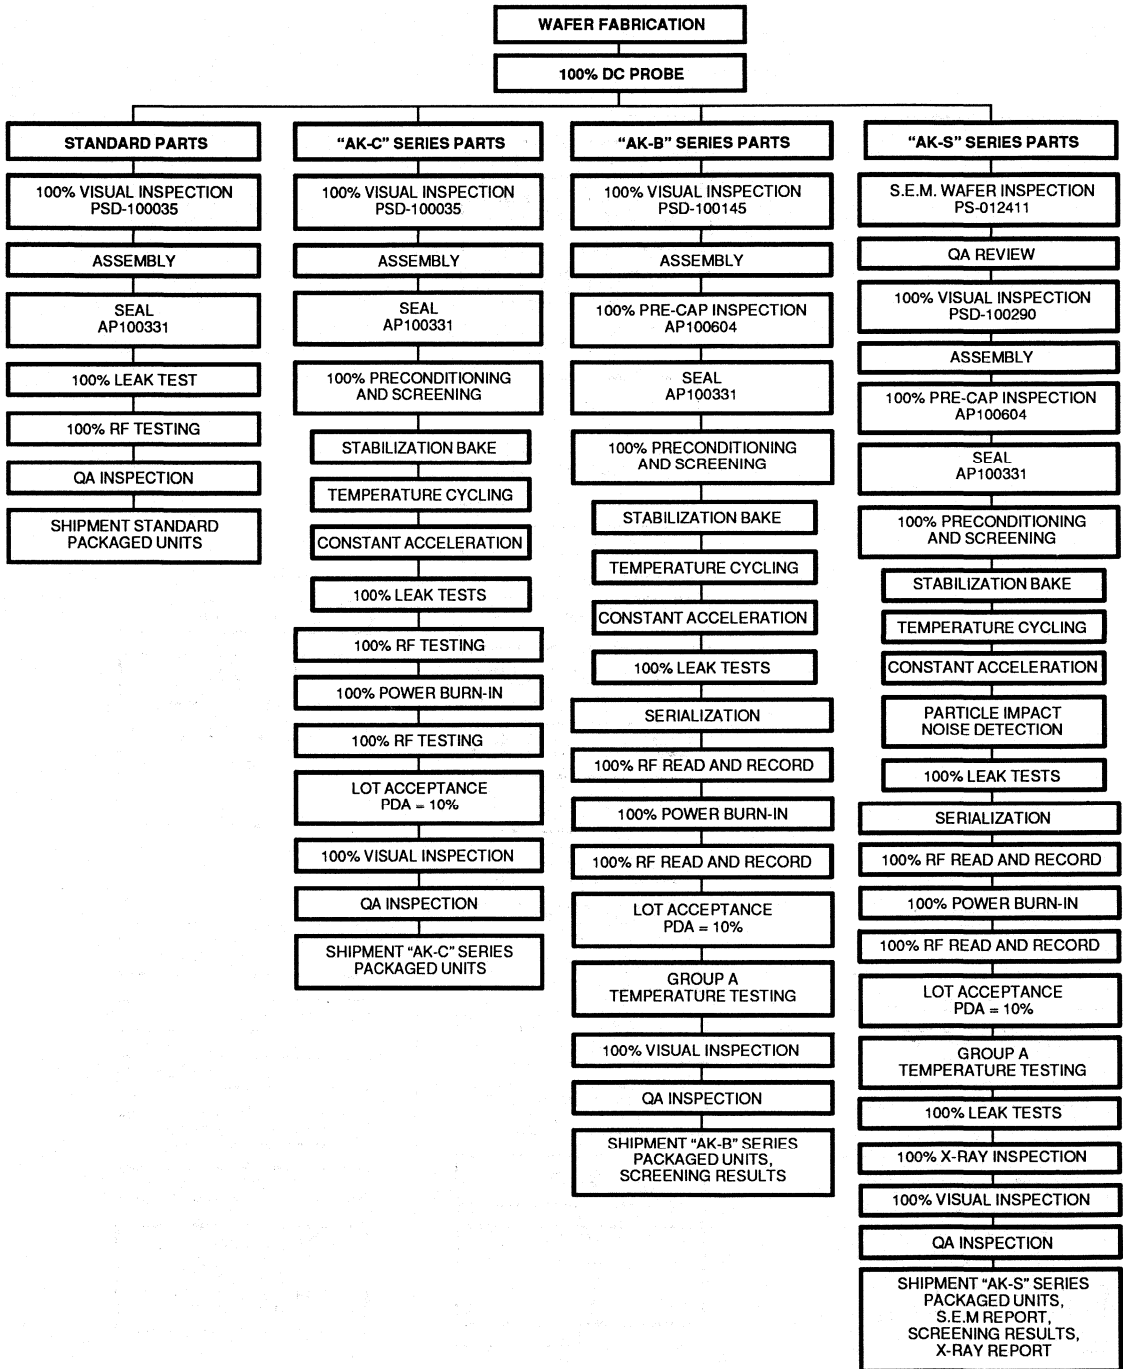 WAFER FABRICATION
100% DC PROBE
STANDARD PARTS
100% VISUAL INSPECTION
PSD-100035
ASSEMBLY
SEAL
AP100331
100% LEAK TEST
100% RF TESTING
QA INSPECTION
SHIPMENT STANDARD
PACKAGED UNITS
“AK-C” SERIES PARTS
100% VISUAL INSPECTION
PSD-100035
ASSEMBLY
SEAL
AP100331
100% PRECONDITIONING
AND SCREENING
STABILIZATION BAKE
TEMPERATURE CYCLING
CONSTANT ACCELERATION
100% LEAK TESTS
100% RF TESTING
100% POWER BURN-IN
100% RF TESTING
LOT ACCEPTANCE
PDA = 10%
100% VISUAL INSPECTION
QA INSPECTION
SHIPMENT “AK-C” SERIES
PACKAGED UNITS
“AK-B” SERIES PARTS
100% VISUAL INSPECTION
PSD-100145
ASSEMBLY
100% PRE-CAP INSPECTION
AP100604
SEAL
AP100331
100% PRECONDITIONING
AND SCREENING
STABILIZATION BAKE
TEMPERATURE CYCLING
CONSTANT ACCELERATION
100% LEAK TESTS
SERIALIZATION
100% RF READ AND RECORD
100% POWER BURN-IN
100% RF READ AND RECORD
LOT ACCEPTANCE
PDA = 10%
GROUP A
TEMPERATURE TESTING
100% VISUAL INSPECTION
QA INSPECTION
SHIPMENT “AK-B” SERIES
PACKAGED UNITS,
SCREENING RESULTS
“AK-S” SERIES PARTS
S.E.M. WAFER INSPECTION
PS-012411
QA REVIEW
100% VISUAL INSPECTION
PSD-100290
ASSEMBLY
100% PRE-CAP INSPECTION
AP100604
SEAL
AP100331
100% PRECONDITIONING
AND SCREENING
STABILIZATION BAKE
TEMPERATURE CYCLING
CONSTANT ACCELERATION
PARTICLE IMPACT
NOISE DETECTION
100% LEAK TESTS
SERIALIZATION
100% RF READ AND RECORD
100% POWER BURN-IN
100% RF READ AND RECORD
LOT ACCEPTANCE
PDA = 10%
GROUP A
TEMPERATURE TESTING
100% LEAK TESTS
100% X-RAY INSPECTION
100% VISUAL INSPECTION
QA INSPECTION
SHIPMENT “AK-S” SERIES
PACKAGED UNITS,
S.E.M REPORT,
SCREENING RESULTS,
X-RAY REPORT